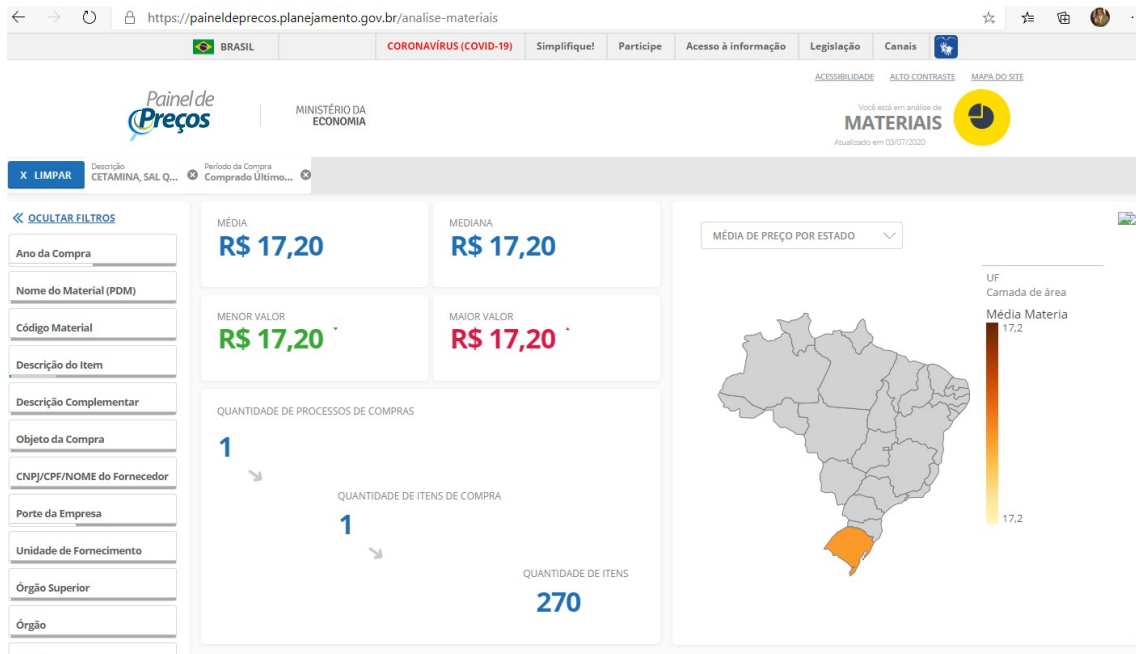 https://paineldeprecos.planejamento.gov.br/analise-materiais
BRASIL CORONAVÍRUS (COVID-19) Simplifique! Participe Acesso à informação Legislação Canais
ACESSIBILIDADE ALTO CONTRASTE MAPA DO SITE
Painel de
Preços
MINISTÉRIO DA
ECONOMIA
Você está em análise de
MATERIAIS
Atualizado em 03/07/2020
X LIMPAR
Descrição
CETAMINA, SAL Q...
Período da Compra
Comprado Último...
OCULTAR FILTROS
Ano da Compra
Nome do Material (PDM)
Código Material
Descrição do Item
Descrição Complementar
Objeto da Compra
CNPJ/CPF/NOME do Fornecedor
Porte da Empresa
Unidade de Fornecimento
Órgão Superior
Órgão
MÉDIA
R$ 17,20
MEDIANA
R$ 17,20
MENOR VALOR
R$ 17,20
MAIOR VALOR
R$ 17,20
QUANTIDADE DE PROCESSOS DE COMPRAS
1
QUANTIDADE DE ITENS DE COMPRA
1
QUANTIDADE DE ITENS
270
MÉDIA DE PREÇO POR ESTADO
UF
Camada de área
Média Materia
17,2
17,2